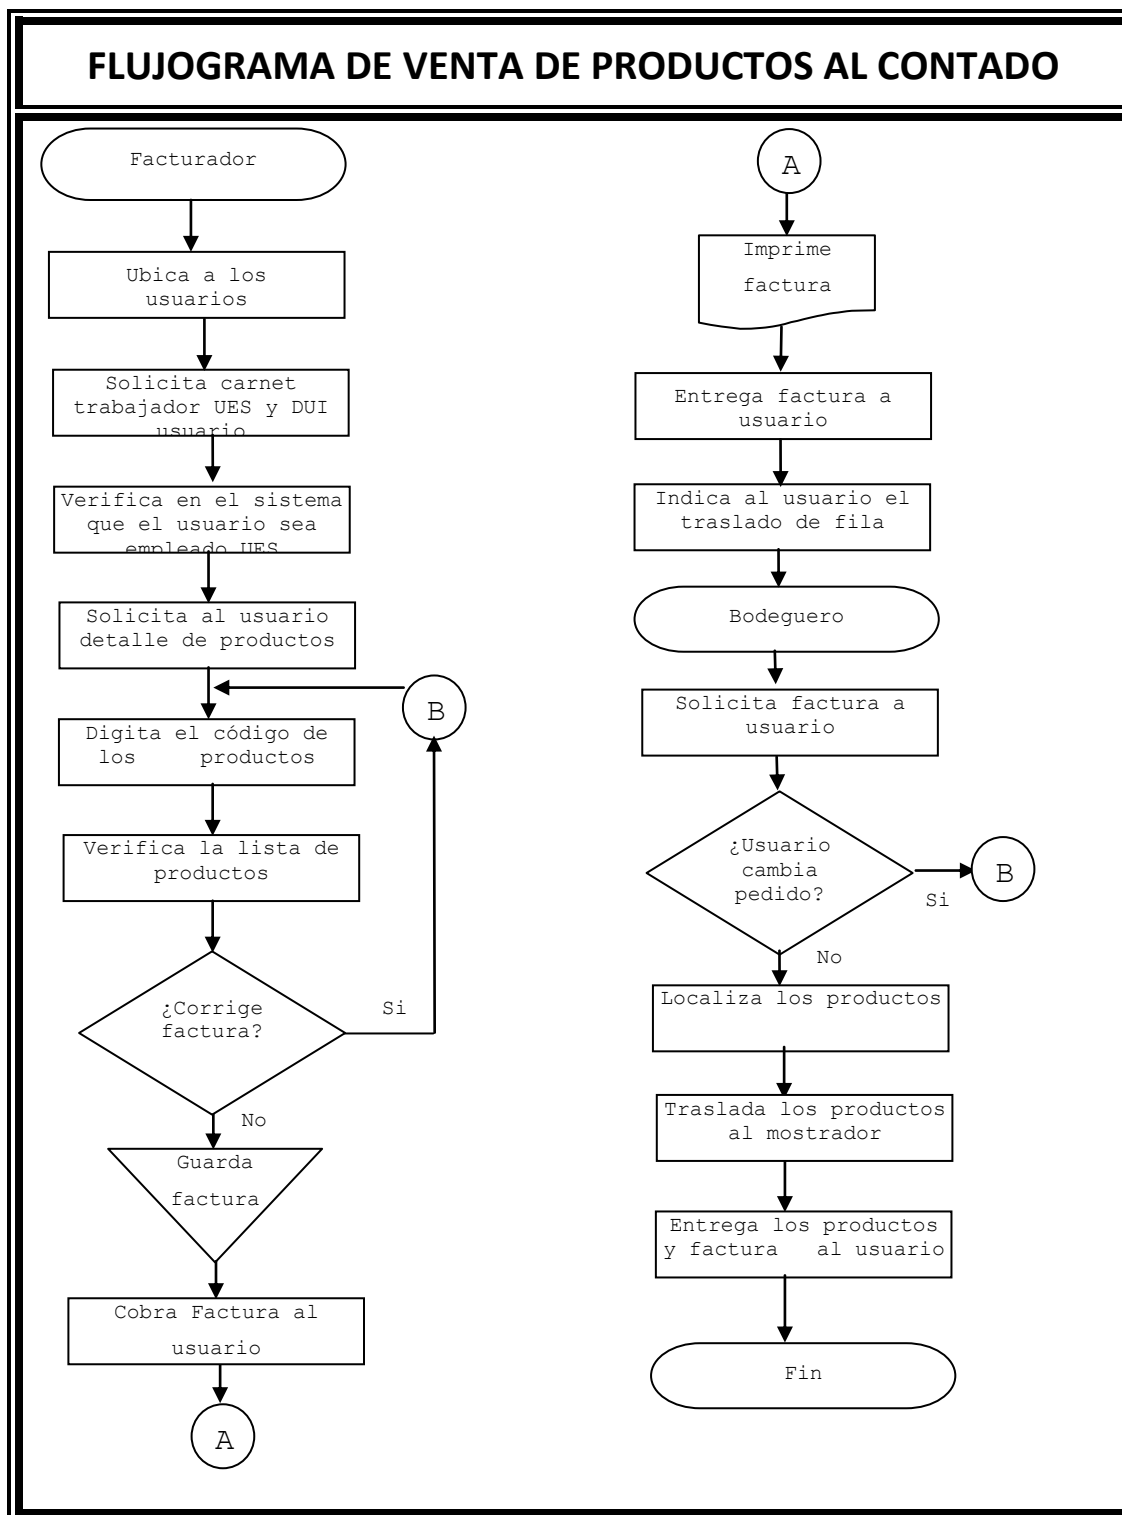 FLUJOGRAMA DE VENTA DE PRODUCTOS AL CONTADO
Facturador
Ubica a los
usuarios
Solicita carnet
trabajador UES y DUI
usuario
Verifica en el sistema
que el usuario sea
empleado UES
Solicita al usuario
detalle de productos
B
Digita el código de
los productos
Verifica la lista de
productos
¿Corrige
factura?
Si
No
Guarda
factura
Cobra Factura al
usuario
A
A
Imprime
factura
Entrega factura a
usuario
Indica al usuario el
traslado de fila
Bodeguero
Solicita factura a
usuario
¿Usuario
cambia
pedido?
B
Si
No
Localiza los productos
Traslada los productos
al mostrador
Entrega los productos
y factura al usuario
Fin